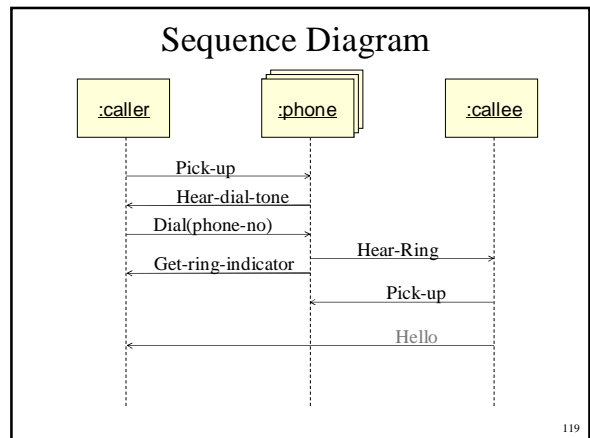 Sequence Diagram
:caller
:phone
:callee
Pick-up
Hear-dial-tone
Dial(phone-no)
Hear-Ring
Get-ring-indicator
Pick-up
Hello
119